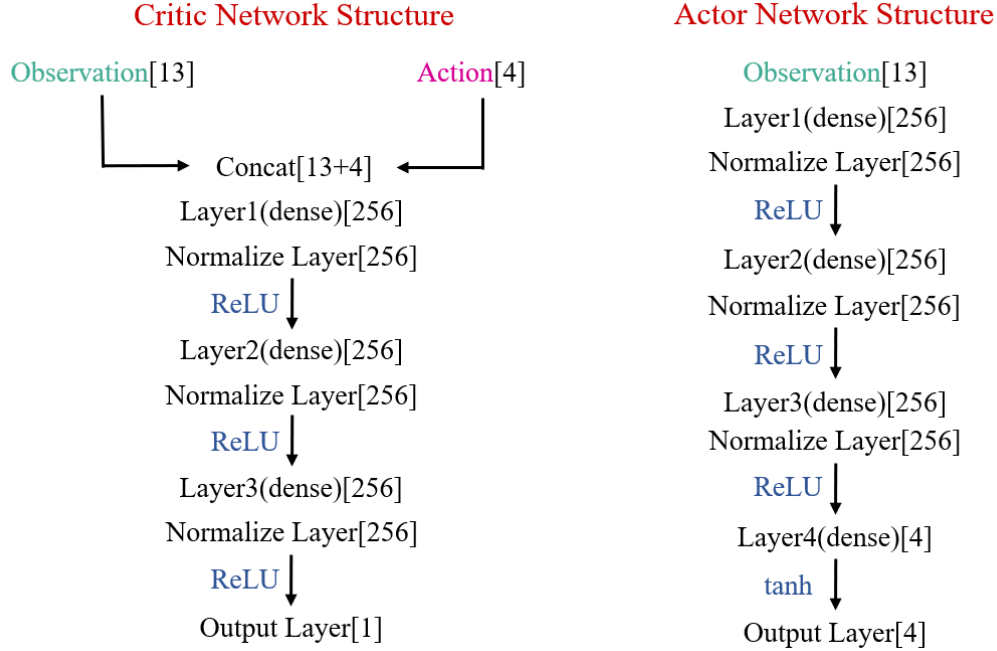 Critic Network Structure
Observation[13]
Action[4]
Concat[13+4]
Layer1(dense)[256]
Normalize Layer[256]
ReLU
Layer2(dense)[256]
Normalize Layer[256]
ReLU
Layer3(dense)[256]
Normalize Layer[256]
ReLU
Output Layer[1]
Actor Network Structure
Observation[13]
Layer1(dense)[256]
Normalize Layer[256]
ReLU
Layer2(dense)[256]
Normalize Layer[256]
ReLU
Layer3(dense)[256]
Normalize Layer[256]
ReLU
Layer4(dense)[4]
tanh
Output Layer[4]